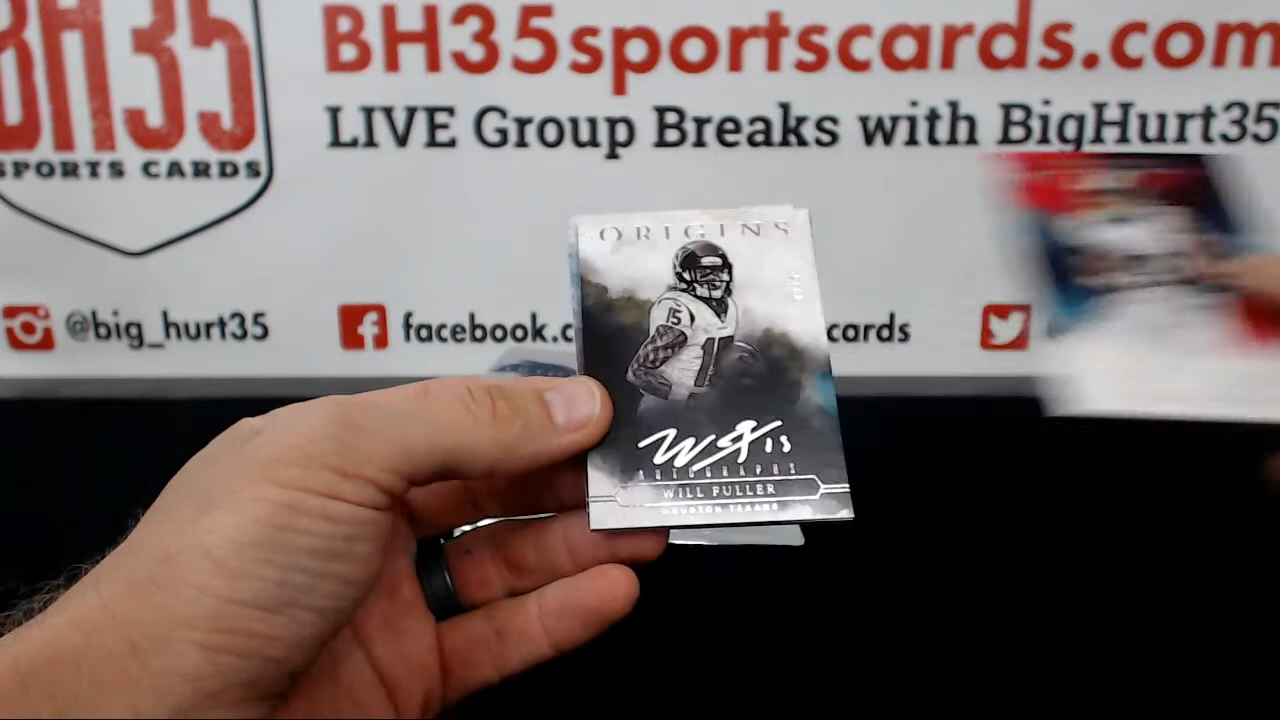 BH35
SPORTS CARDS
BH35sportscards.com
LIVE Group Breaks with BigHurt35
@big_hurt35
facebook.c
cards
ORIGINS
15
AUTOGRAPHS
WILL FULLER
HOUSTON TEXANS